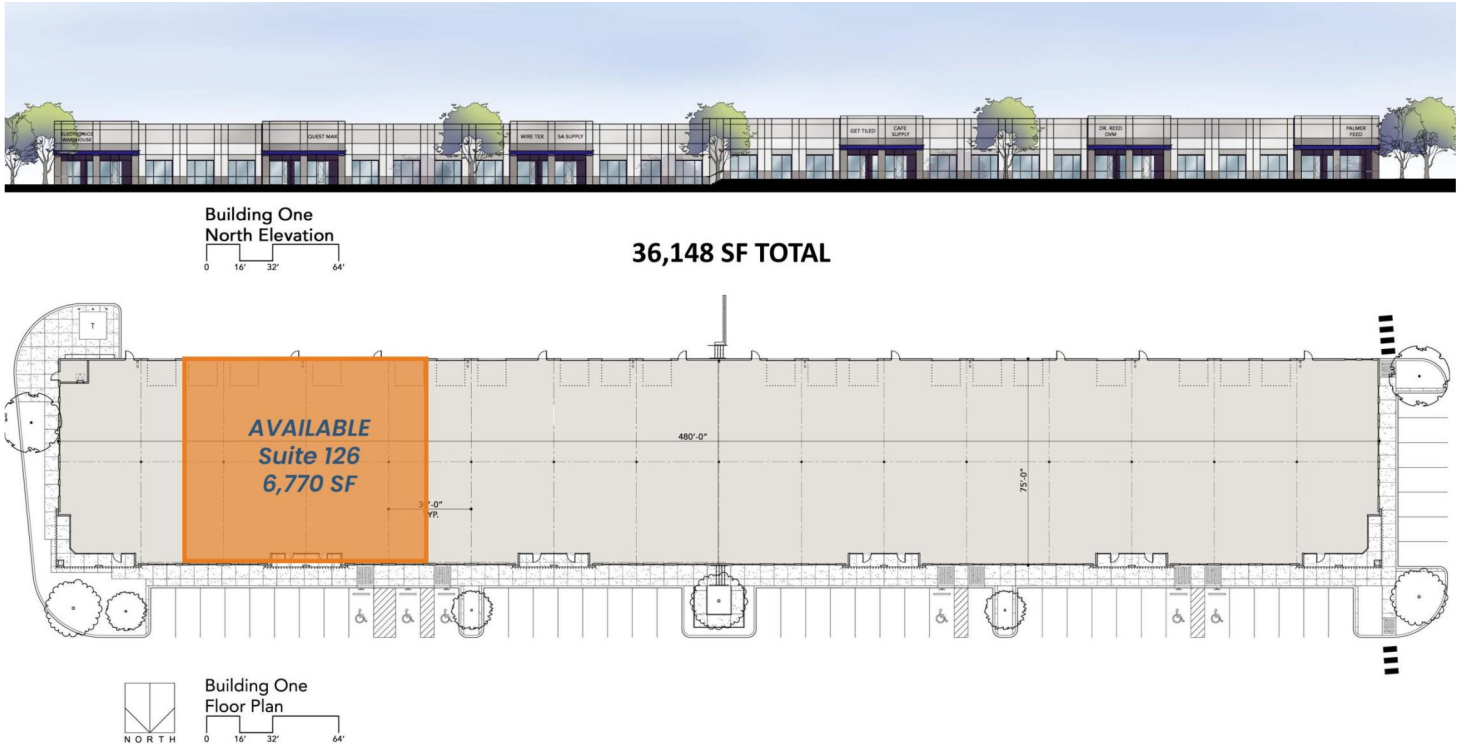 ELECTRONICS
WAREHOUSE
QUEST MAX
WIRE TEK
SA SUPPLY
GET TILED
CAFE
SUPPLY
DR. REED
DVM
PALMER
FEED
Building One
North Elevation
0 16' 32' 64'
36,148 SF TOTAL
T
AVAILABLE
Suite 126
6,770 SF
480'-0"
75'-0"
Building One
Floor Plan
NORTH
0 16' 32' 64'